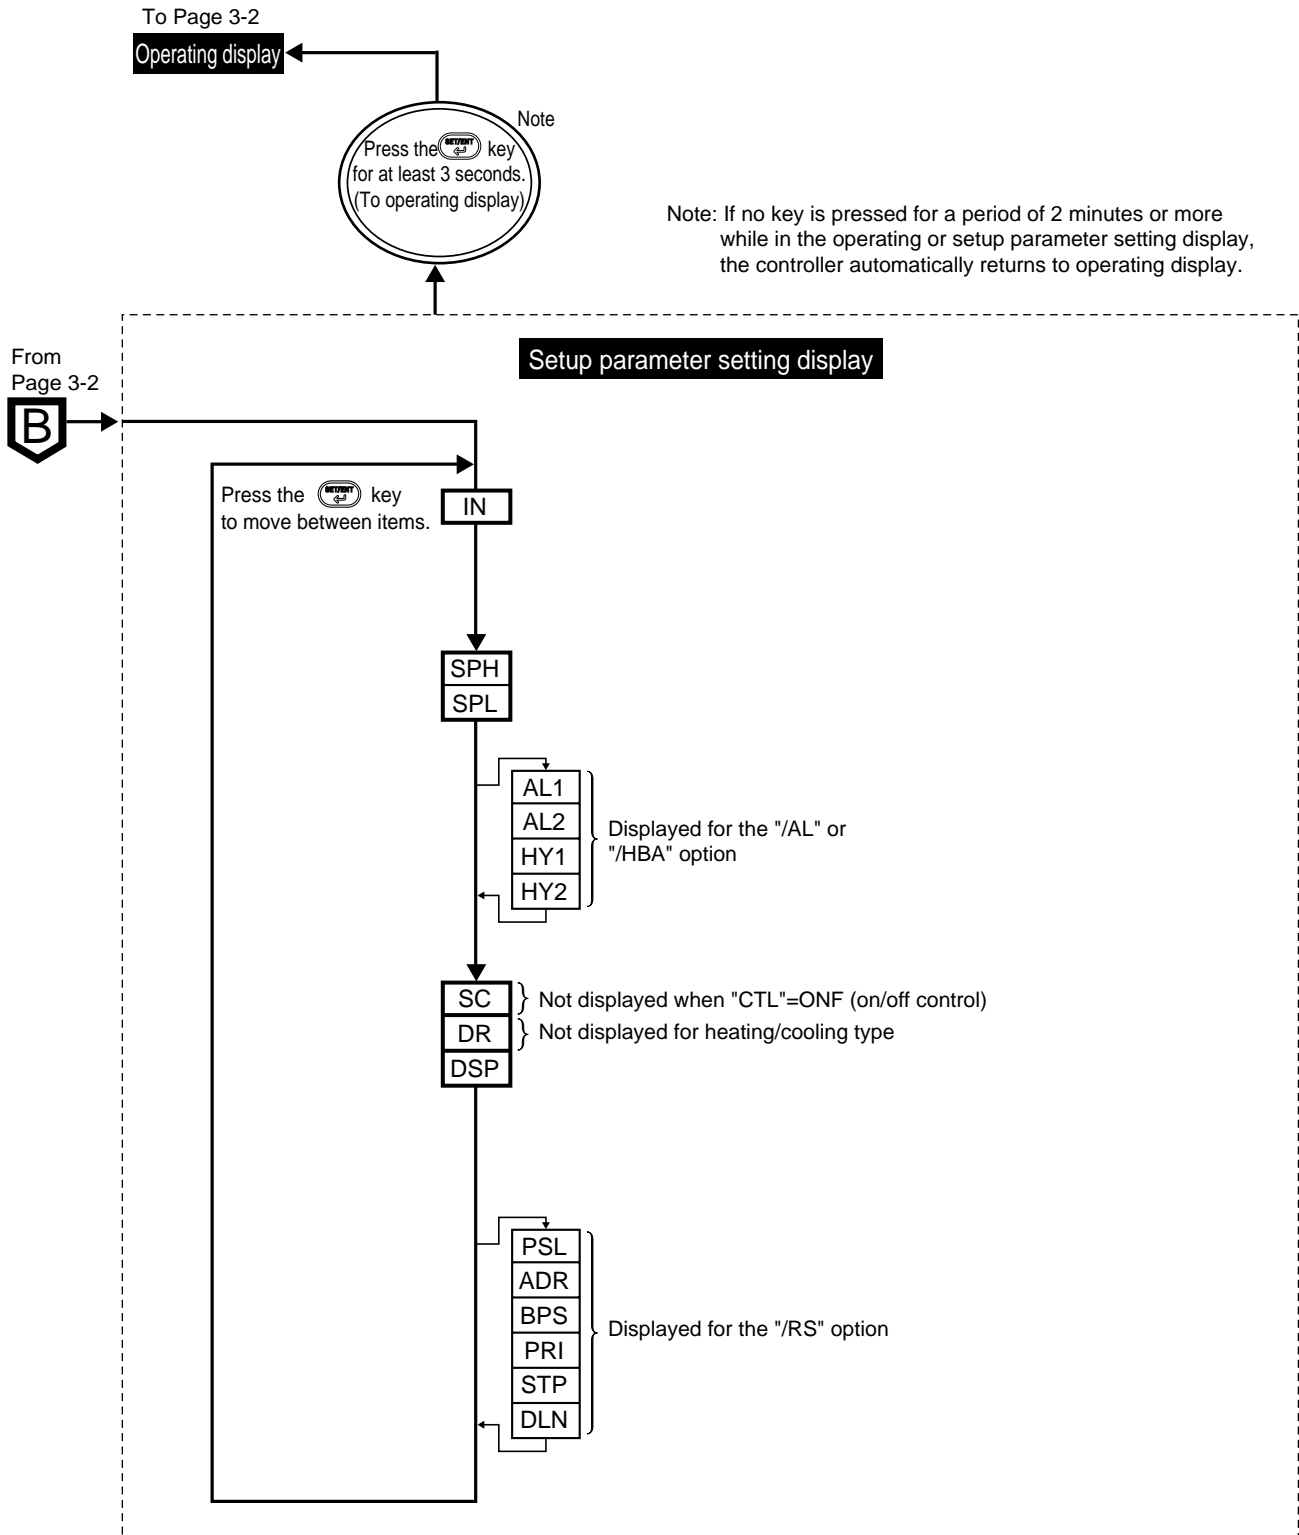 To Page 3-2
Operating display
Note
Press the SET/ENT key
for at least 3 seconds.
(To operating display)
Note: If no key is pressed for a period of 2 minutes or more
while in the operating or setup parameter setting display,
the controller automatically returns to operating display.
From
Page 3-2
B
Setup parameter setting display
Press the SET/ENT key
to move between items.
IN
SPH
SPL
AL1
AL2
HY1
HY2
Displayed for the "/AL" or
"/HBA" option
SC
Not displayed when "CTL"=ONF (on/off control)
DR
Not displayed for heating/cooling type
DSP
PSL
ADR
BPS
PRI
STP
DLN
Displayed for the "/RS" option